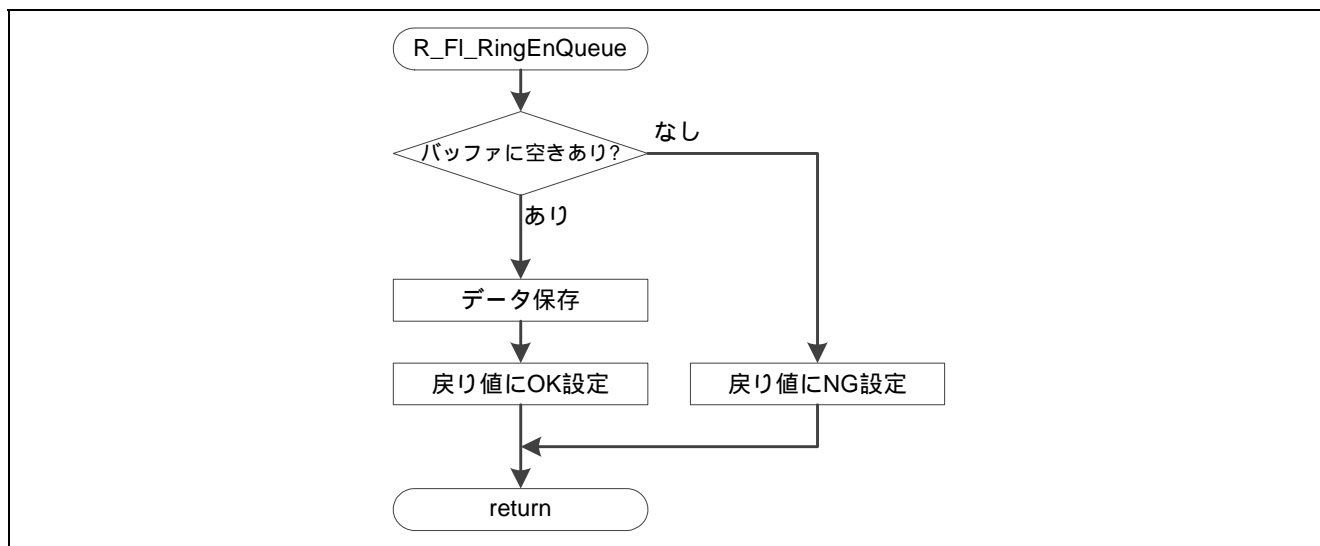 R_Fl_RingEnQueue
バッファに空きあり?
なし
あり
データ保存
戻り値にOK設定
戻り値にNG設定
return